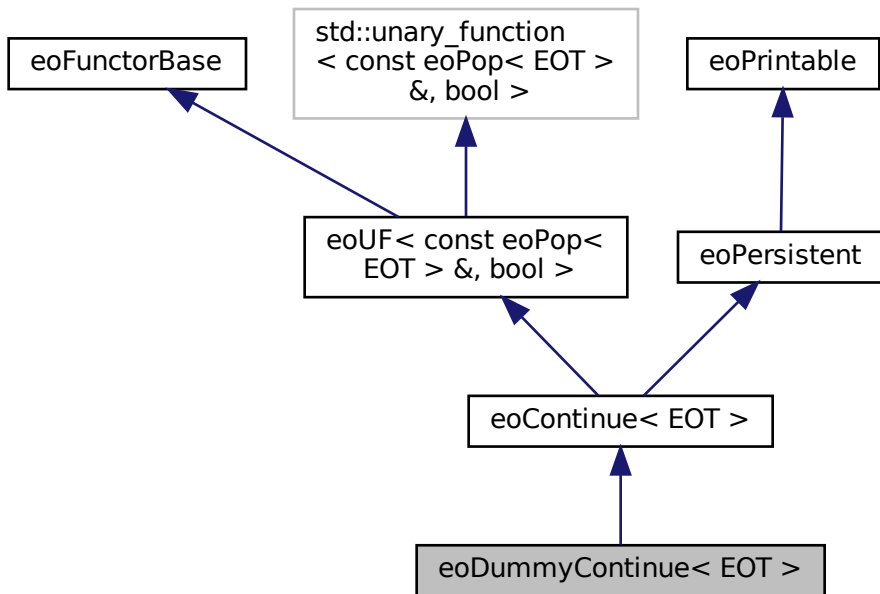 eoFunctorBase
std::unary_function
< const eoPop< EOT >
&, bool >
eoPrintable
eoUF< const eoPop<
EOT > &, bool >
eoPersistent
eoContinue< EOT >
eoDummyContinue< EOT >